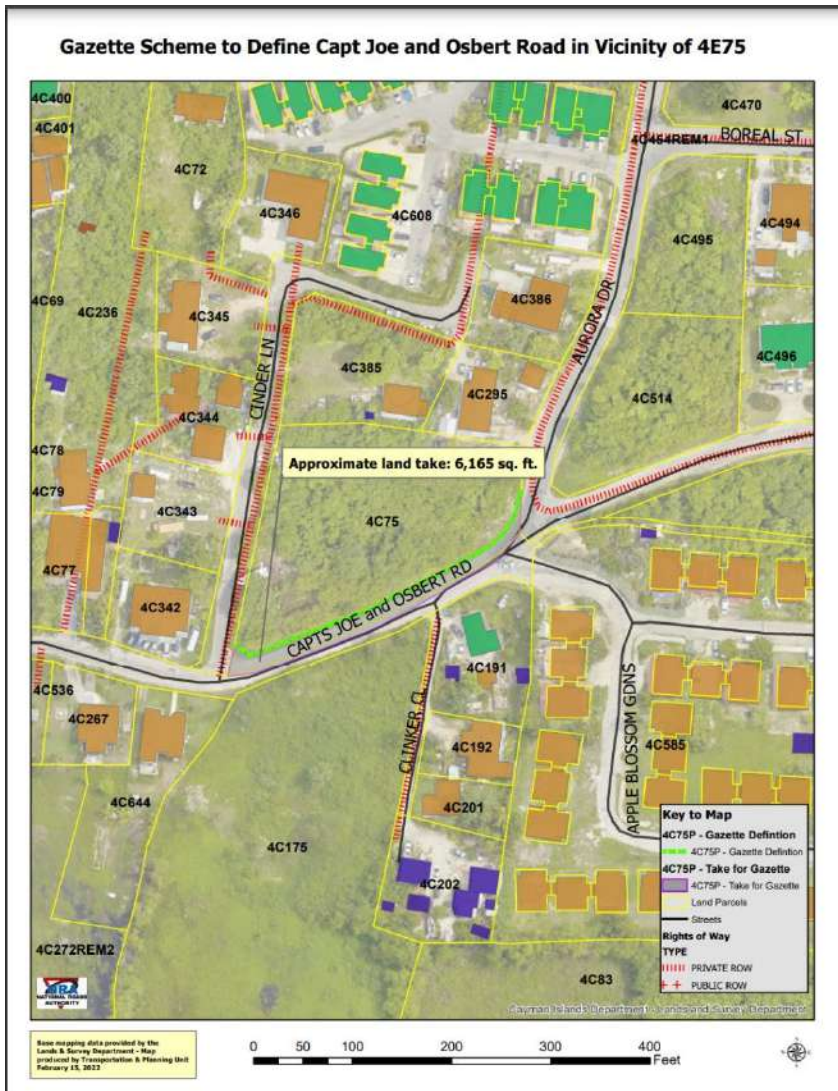 Gazette Scheme to Define Capt Joe and Osbert Road in Vicinity of 4E75
4C400
4C401
4C470
BOREAL ST
4C464REM1
4C72
4C346
4C608
4C494
4C495
4C69
4C236
4C345
4C386
AURORA DR
4C496
CINDER LN
4C385
4C295
4C514
4C344
4C78
4C79
Approximate land take: 6,165 sq. ft.
4C343
4C75
4C77
4C342
CAPTS JOE and OSBERT RD
4C191
4C536
4C267
CLINKER CL
4C192
APPLE BLOSSOM GDNS
4C585
4C644
4C201
4C175
4C202
4C272REM2
4C83
Key to Map
4C75P - Gazette Defintion
4C75P - Gazette Defintion
4C75P - Take for Gazette
4C75P - Take for Gazette
Land Parcels
Streets
Rights of Way
TYPE
PRIVATE ROW
PUBLIC ROW
Cayman Islands Department - Lands and Survey Department
NRA
NATIONAL ROADS
AUTHORITY
Base mapping data provided by the
Lands & Survey Department - Map
produced by Transportation & Planning Unit
February 15, 2022
0 50 100 200 300 400
Feet